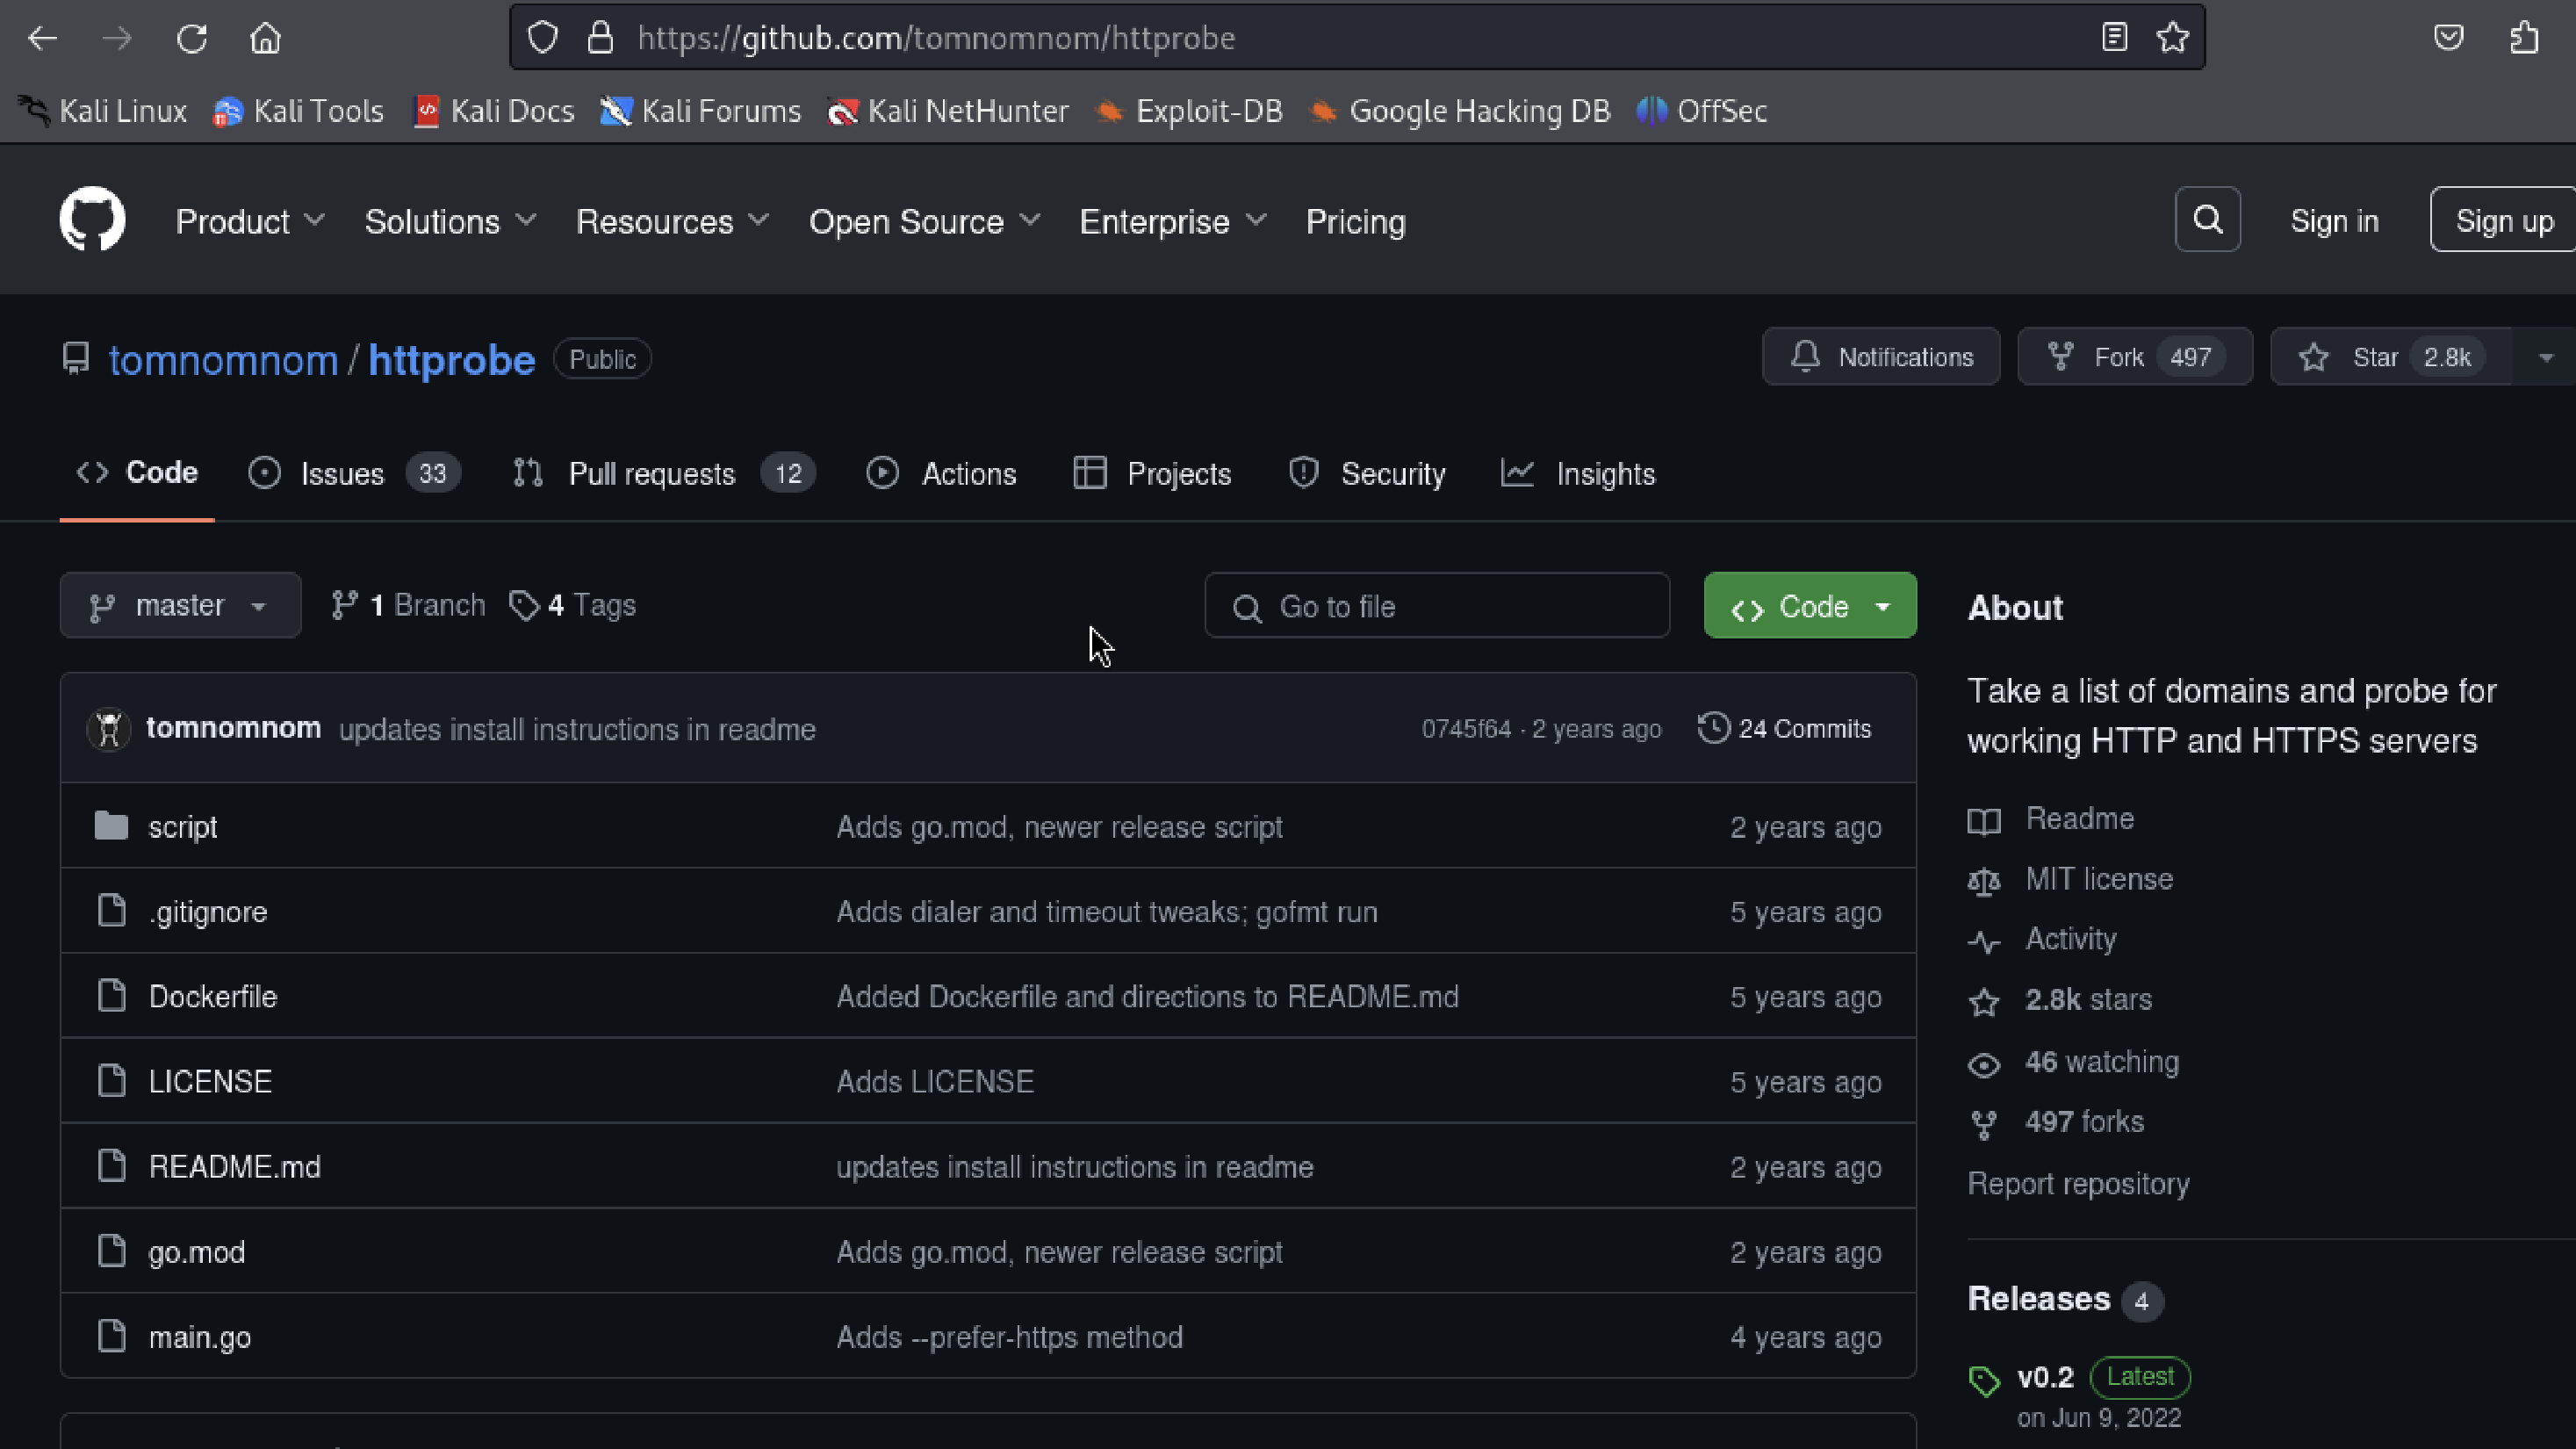 https://github.com/tomnomnom/httprobe
Kali Linux Kali Tools Kali Docs Kali Forums Kali NetHunter Exploit-DB Google Hacking DB OffSec
Product Solutions Resources Open Source Enterprise Pricing Sign in Sign up
tomnomnom / httprobe Public Notifications Fork 497 Star 2.8k
Code Issues 33 Pull requests 12 Actions Projects Security Insights
master 1 Branch 4 Tags Go to file Code
tomnomnom updates install instructions in readme 0745f64 · 2 years ago 24 Commits
script Adds go.mod, newer release script 2 years ago
.gitignore Adds dialer and timeout tweaks; gofmt run 5 years ago
Dockerfile Added Dockerfile and directions to README.md 5 years ago
LICENSE Adds LICENSE 5 years ago
README.md updates install instructions in readme 2 years ago
go.mod Adds go.mod, newer release script 2 years ago
main.go Adds --prefer-https method 4 years ago
About
Take a list of domains and probe for
working HTTP and HTTPS servers
Readme
MIT license
Activity
2.8k stars
46 watching
497 forks
Report repository
Releases 4
v0.2 Latest
on Jun 9, 2022